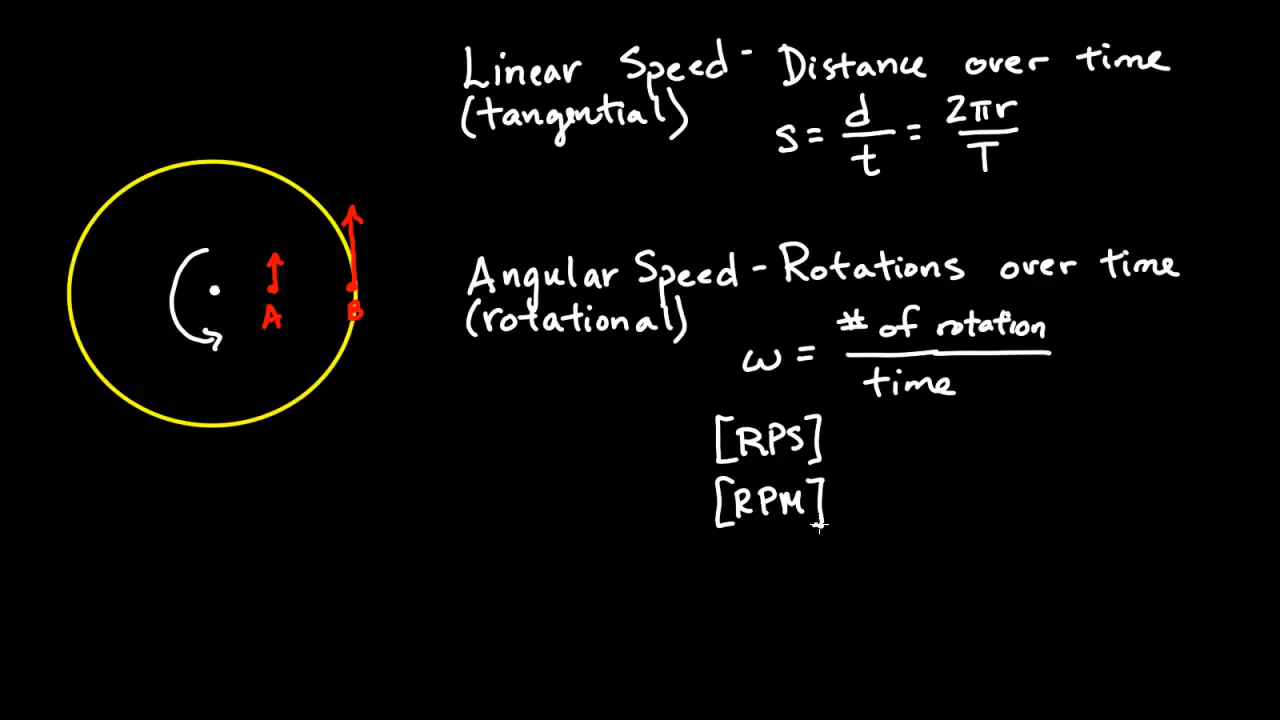 Linear Speed - Distance over time
(tangential) s = d/t = 2πr/T
Angular Speed - Rotations over time
(rotational)
ω = # of rotation/time
A
B
[RPS]
[RPM]